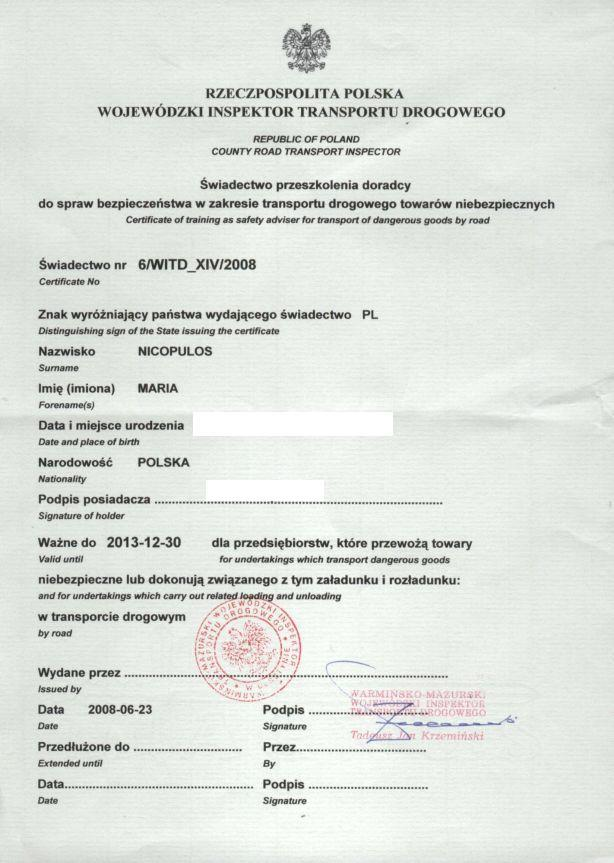 RZECZPOSPOLITA POLSKA
WOJEWÓDZKI INSPEKTOR TRANSPORTU DROGOWEGO
REPUBLIC OF POLAND
COUNTY ROAD TRANSPORT INSPECTOR
Świadectwo przeszkolenia doradcy
do spraw bezpieczeństwa w zakresie transportu drogowego towarów niebezpiecznych
Certificate of training as safety adviser for transport of dangerous goods by road
Świadectwo nr 6/WITD_XIV/2008
Certificate No
Znak wyróżniający państwa wydającego świadectwo PL
Distinguishing sign of the State issuing the certificate
Nazwisko NICOPULOS
Surname
Imię (imiona) MARIA
Forename(s)
Data i miejsce urodzenia
Date and place of birth
Narodowość POLSKA
Nationality
Podpis posiadacza ............................................................
Signature of holder
Ważne do 2013-12-30 dla przedsiębiorstw, które przewożą towary
Valid until for undertakings which transport dangerous goods
niebezpieczne lub dokonują związanego z tym załadunku i rozładunku:
and for undertakings which carry out related loading and unloading
w transporcie drogowym
by road
Wydane przez ............................................................
Issued by
WARMIŃSKO-MAZURSKI
WOJEWÓDZKI INSPEKTOR
TRANSPORTU DROGOWEGO
Data 2008-06-23 Podpis
Date Signature
Tadeusz Jan Krzemiński
Przedłużone do .......................... Przez................................
Extended until By
Data....................................... Podpis ..............................
Date Signature